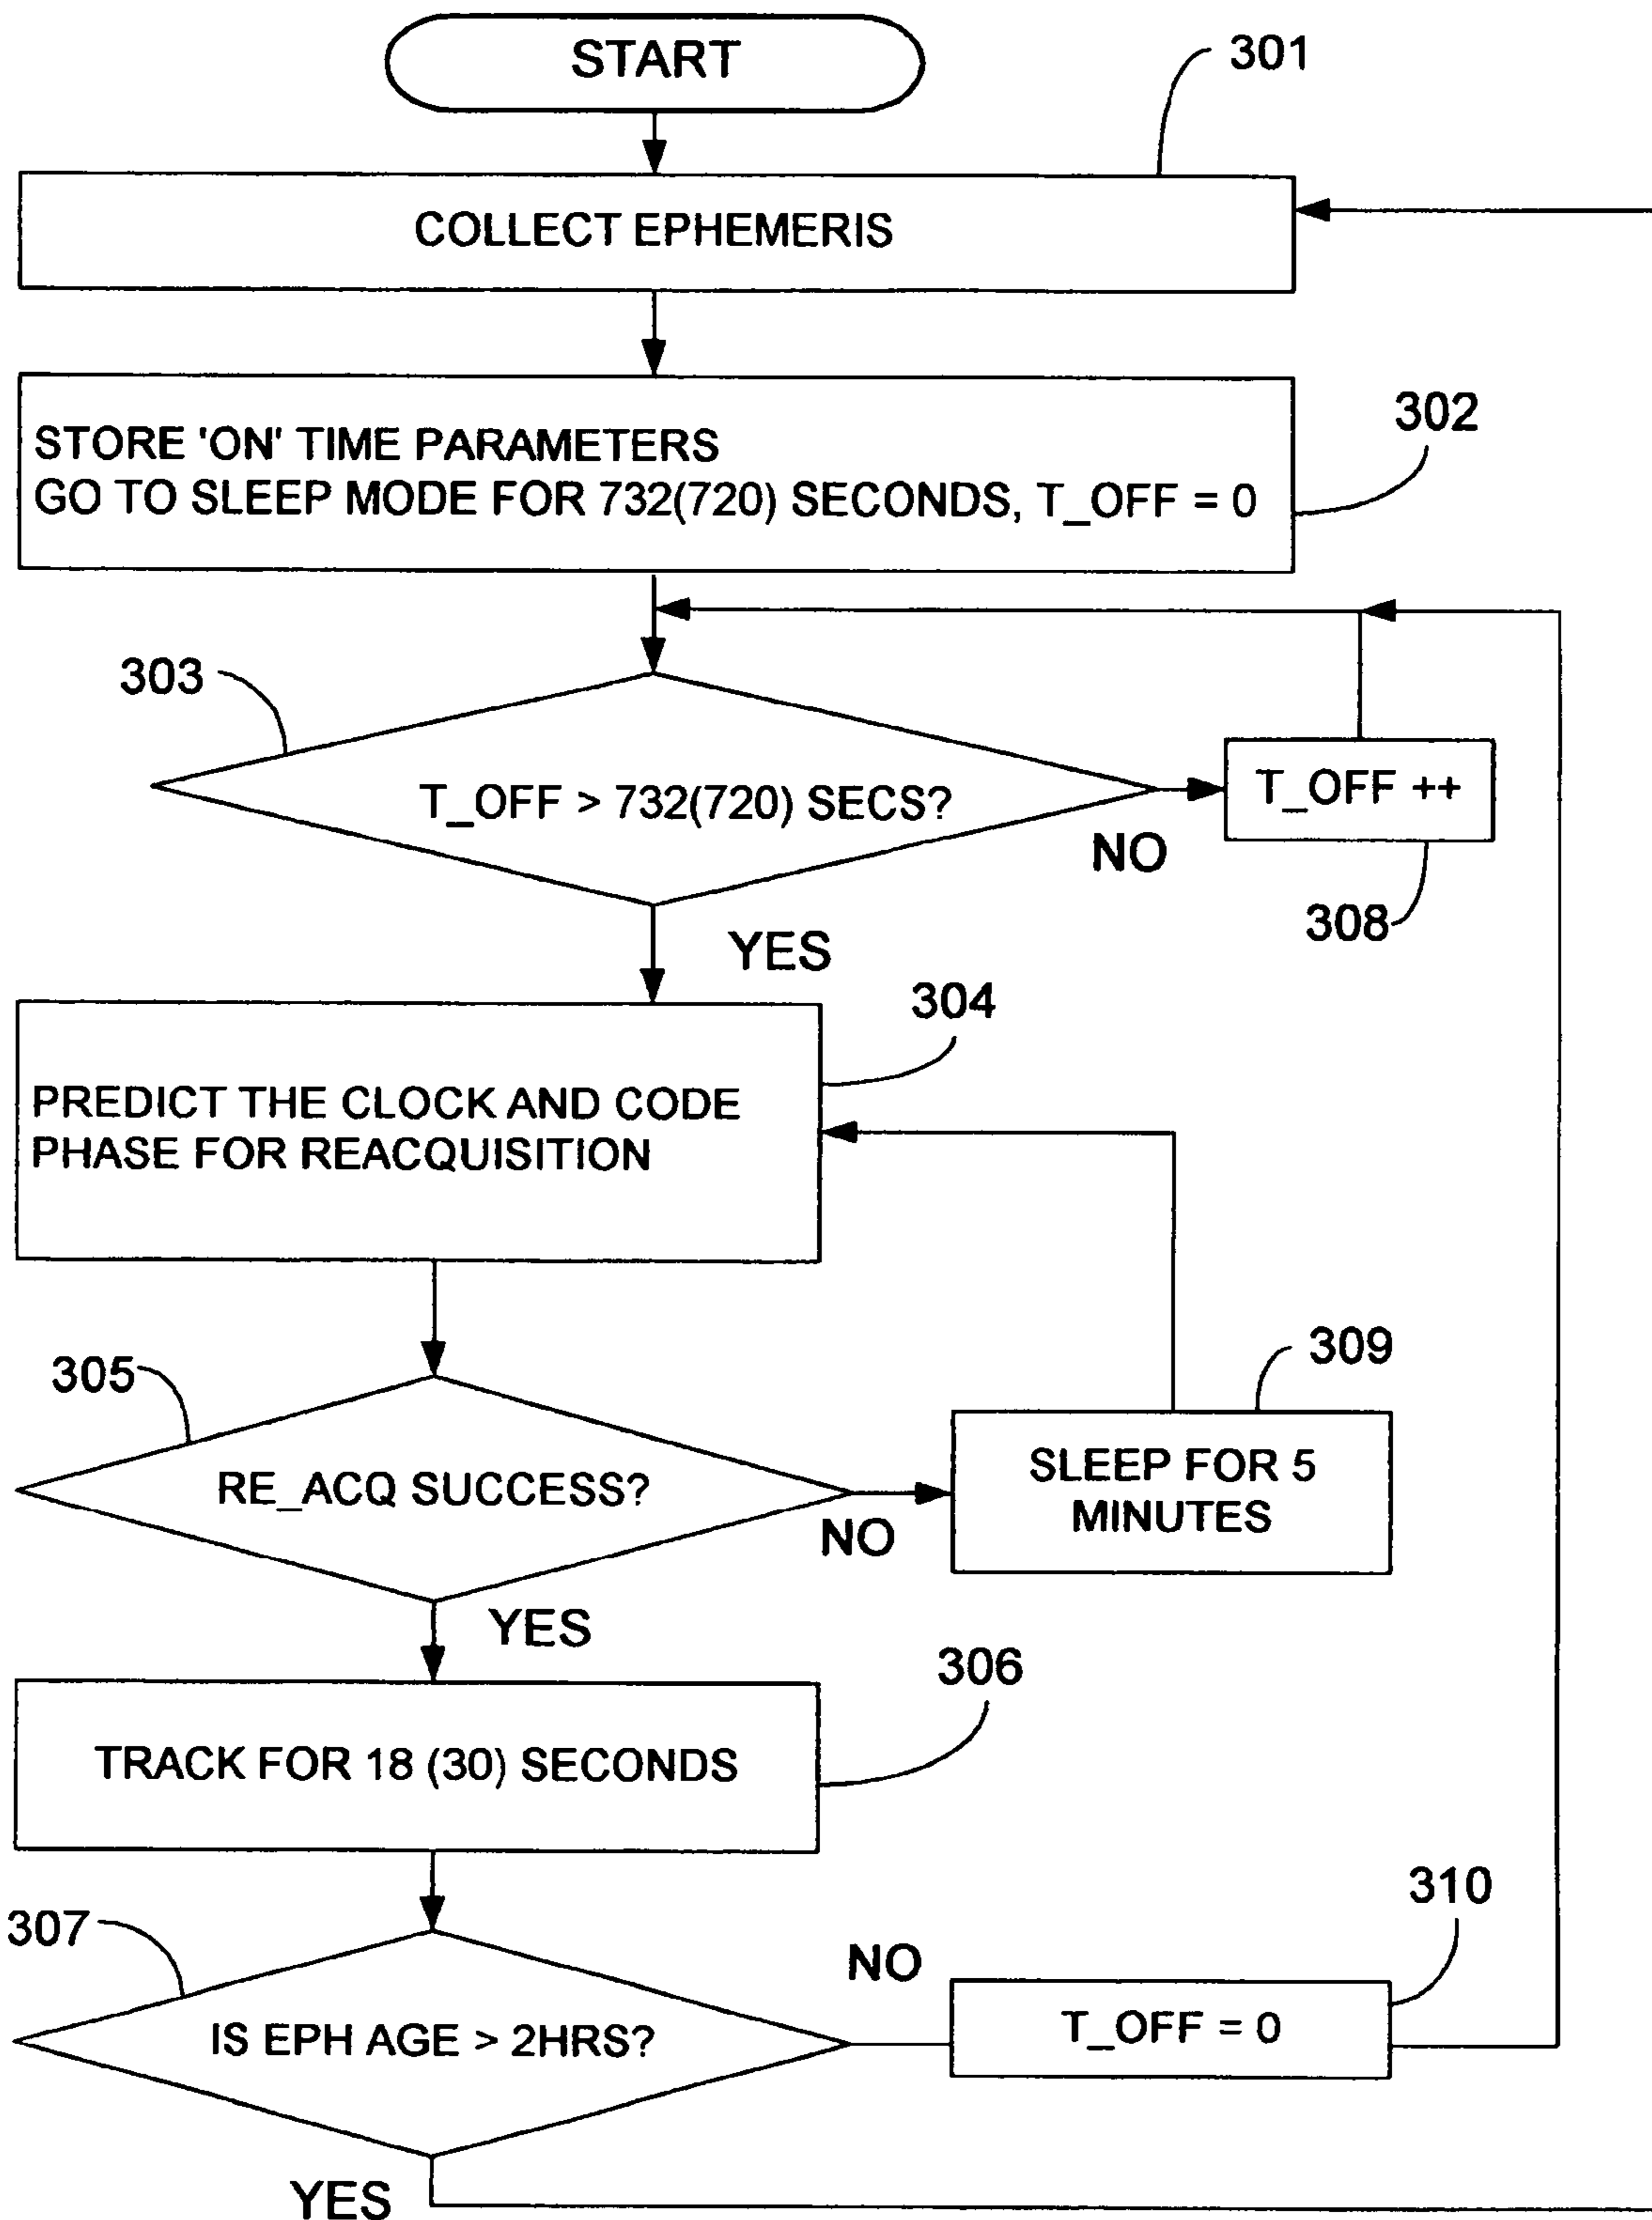 START
301
COLLECT EPHEMERIS
302
STORE 'ON' TIME PARAMETERS
GO TO SLEEP MODE FOR 732(720) SECONDS, T_OFF = 0
303
T_OFF > 732(720) SECS?
NO
T_OFF ++
308
YES
304
PREDICT THE CLOCK AND CODE
PHASE FOR REACQUISITION
305
RE_ACQ SUCCESS?
NO
309
SLEEP FOR 5
MINUTES
YES
306
TRACK FOR 18 (30) SECONDS
307
IS EPH AGE > 2HRS?
NO
310
T_OFF = 0
YES